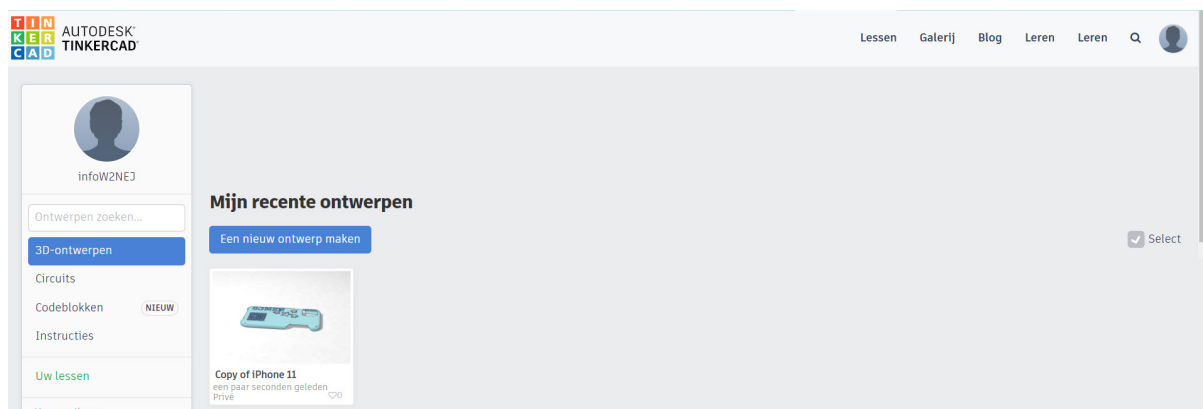 TIN
KER
CAD
AUTODESK®
TINKERCAD®
Lessen Galerij Blog Leren Leren
infoW2NEJ
Ontwerpen zoeken...
3D-ontwerpen
Circuits
Codeblokken NIEUW
Instructies
Uw lessen
Mijn recente ontwerpen
Een nieuw ontwerp maken
Select
Copy of iPhone 11
een paar seconden geleden
Privé 0